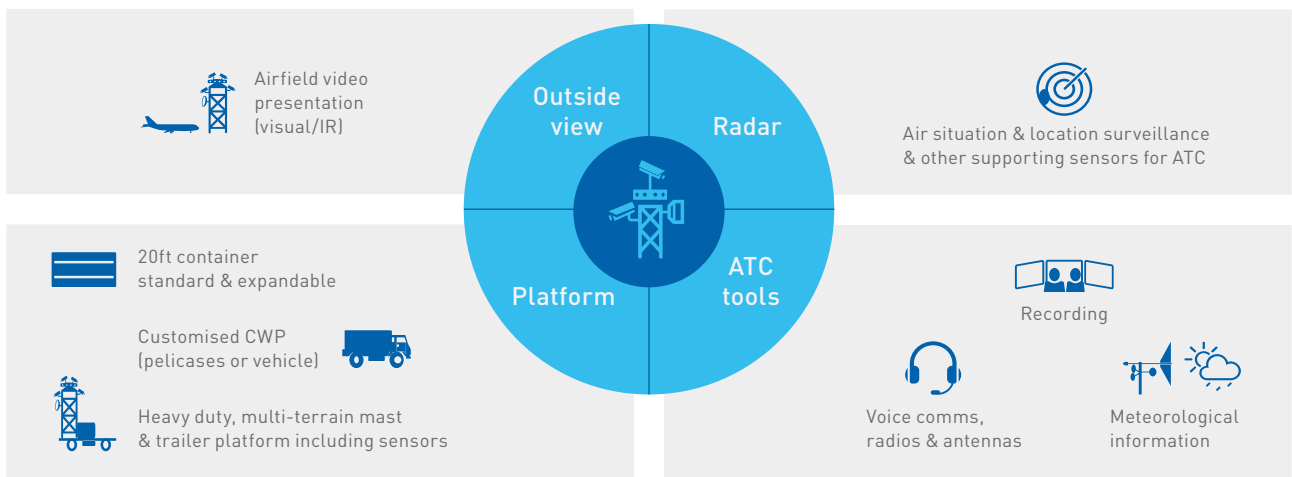 Airfield video
presentation
(visual/IR)
Outside
view
Radar
Air situation & location surveillance
& other supporting sensors for ATC
20ft container
standard & expandable
Customised CWP
(pelicases or vehicle)
Heavy duty, multi-terrain mast
& trailer platform including sensors
Platform
ATC
tools
Recording
Voice comms,
radios & antennas
Meteorological
information